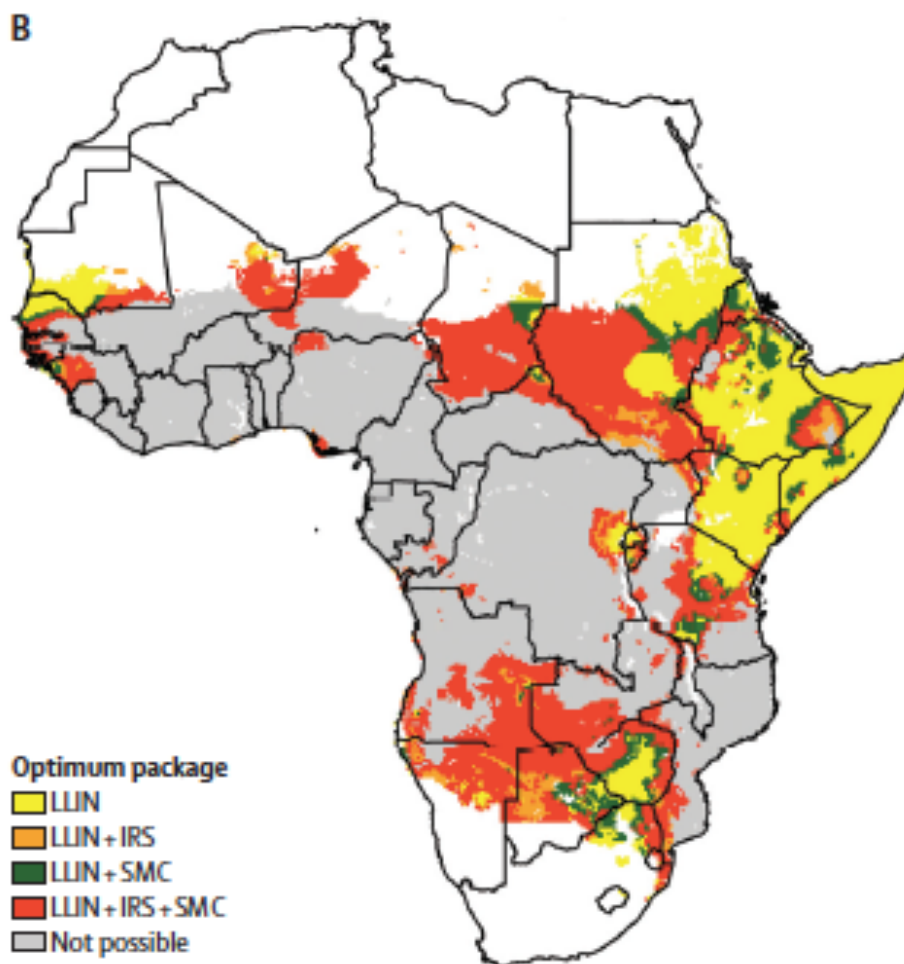 B
Optimum package
LLIN
LLIN + IRS
LLIN + SMC
LLIN + IRS + SMC
Not possible